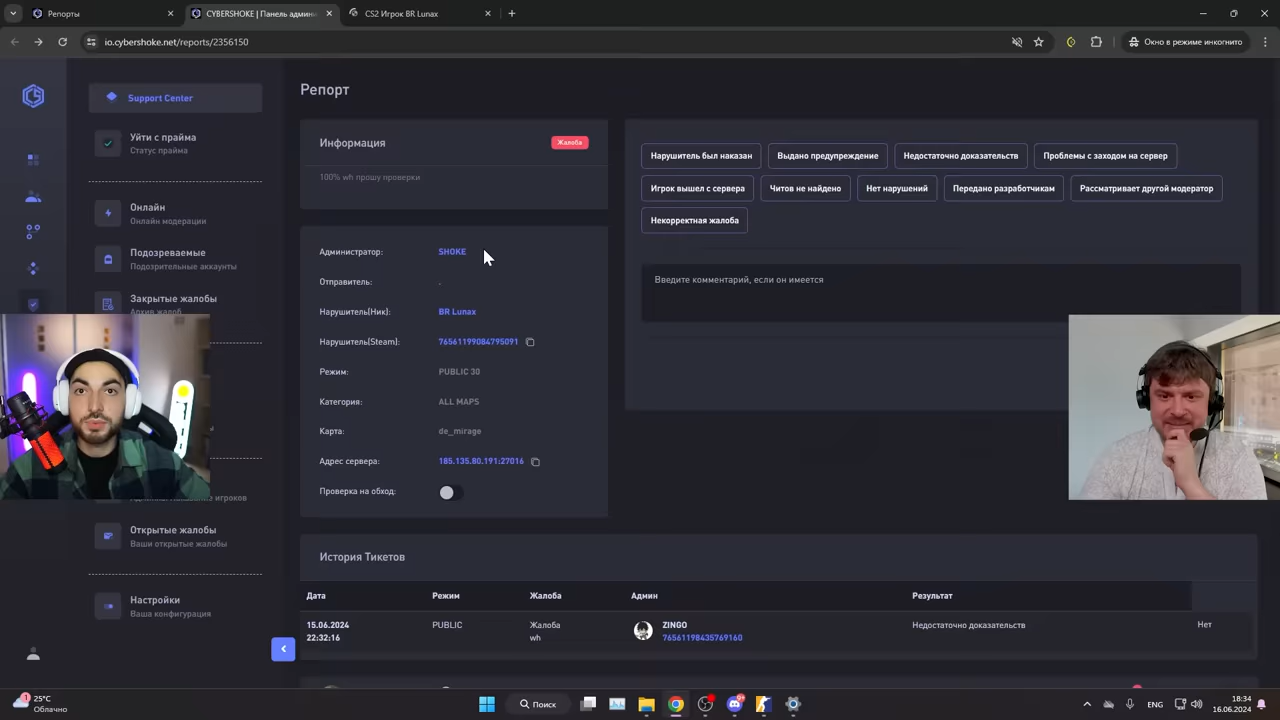 Репорты
CYBERSHOKE | Панель админ
CS2 Игрок BR Lunax
io.cybershoke.net/reports/2356150
Окно в режиме инкогнито
Support Center
Уйти с прайма
Статус прайма
Онлайн
Онлайн модерации
Подозреваемые
Подозрительные аккаунты
Закрытые жалобы
Архив жалоб
игроков
Открытые жалобы
Ваши открытые жалобы
Настройки
Ваша конфигурация
Репорт
Информация
Жалоба
100% wh прошу проверки
Администратор:
SHOKE
Отправитель:
.
Нарушитель(Ник):
BR Lunax
Нарушитель(Steam):
76561199084795091
Режим:
PUBLIC 30
Категория:
ALL MAPS
Карта:
de_mirage
Адрес сервера:
185.135.80.191:27016
Проверка на обход:
Нарушитель был наказан
Выдано предупреждение
Недостаточно доказательств
Проблемы с заходом на сервер
Игрок вышел с сервера
Читов не найдено
Нет нарушений
Передано разработчикам
Рассматривает другой модератор
Некорректная жалоба
Введите комментарий, если он имеется
История Тикетов
Дата
Режим
Жалоба
Админ
Результат
15.06.2024
22:32:16
PUBLIC
Жалоба
wh
ZINGO
76561198435769160
Недостаточно доказательств
Нет
25°C
Облачно
Поиск
ENG
18:34
16.06.2024